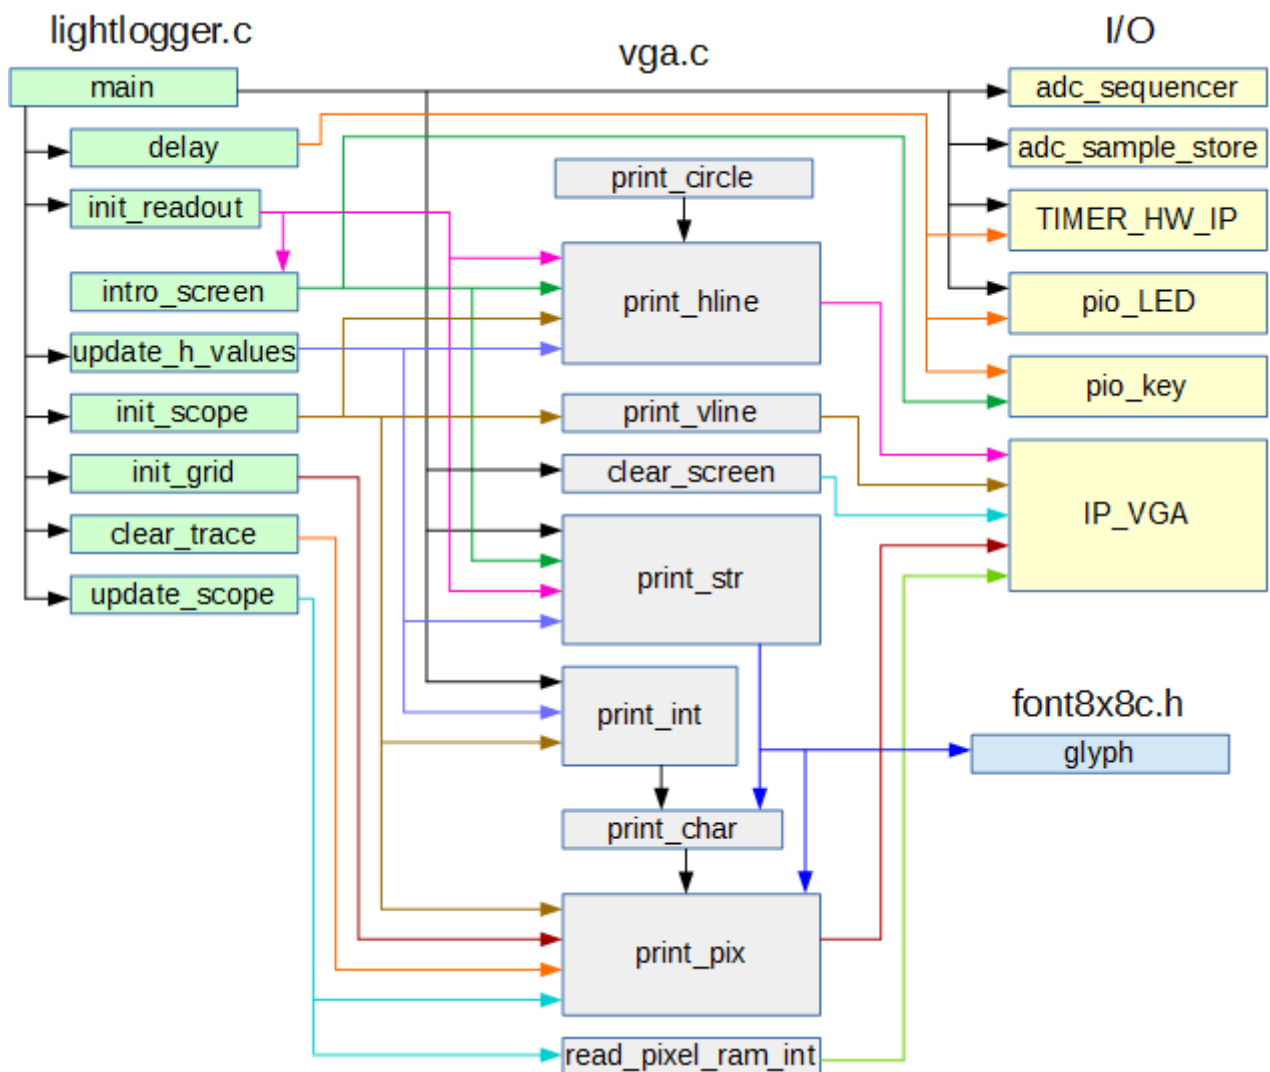 lightlogger.c
main
delay
init_readout
intro_screen
update_h_values
init_scope
init_grid
clear_trace
update_scope
vga.c
print_circle
print_hline
print_vline
clear_screen
print_str
print_int
print_char
print_pix
read_pixel_ram_int
I/O
adc_sequencer
adc_sample_store
TIMER_HW_IP
pio_LED
pio_key
IP_VGA
font8x8c.h
glyph